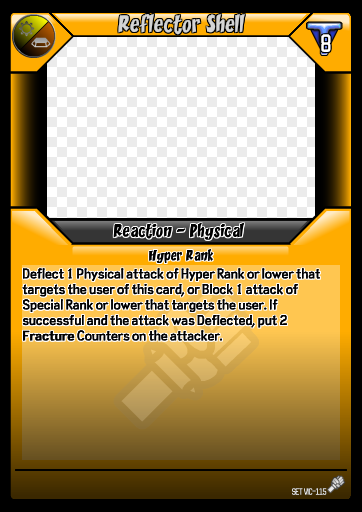 Reflector Shell
8
Reaction - Physical
Hyper Rank
Deflect 1 Physical attack of Hyper Rank or lower that
targets the user of this card, or Block 1 attack of
Special Rank or lower that targets the user. If
successful and the attack was Deflected, put 2
Fracture Counters on the attacker.
SET VIC-115